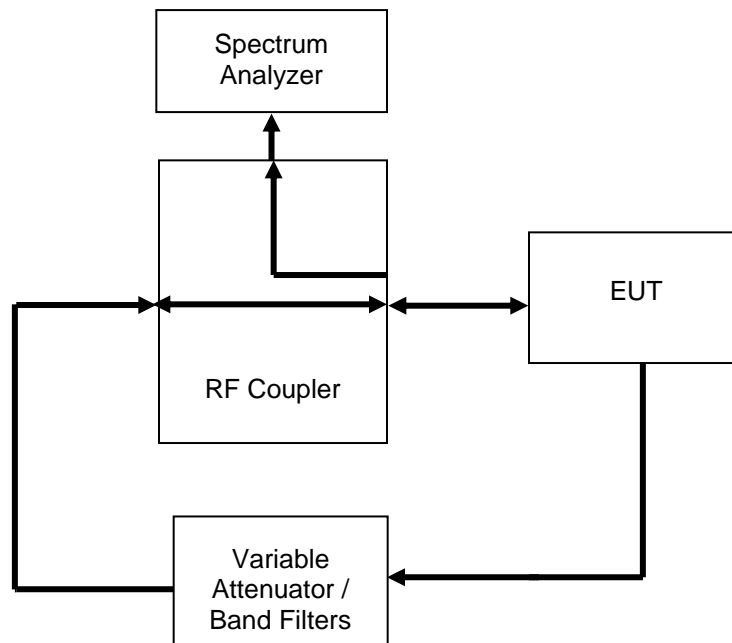 Spectrum
Analyzer
EUT
RF Coupler
Variable
Attenuator /
Band Filters